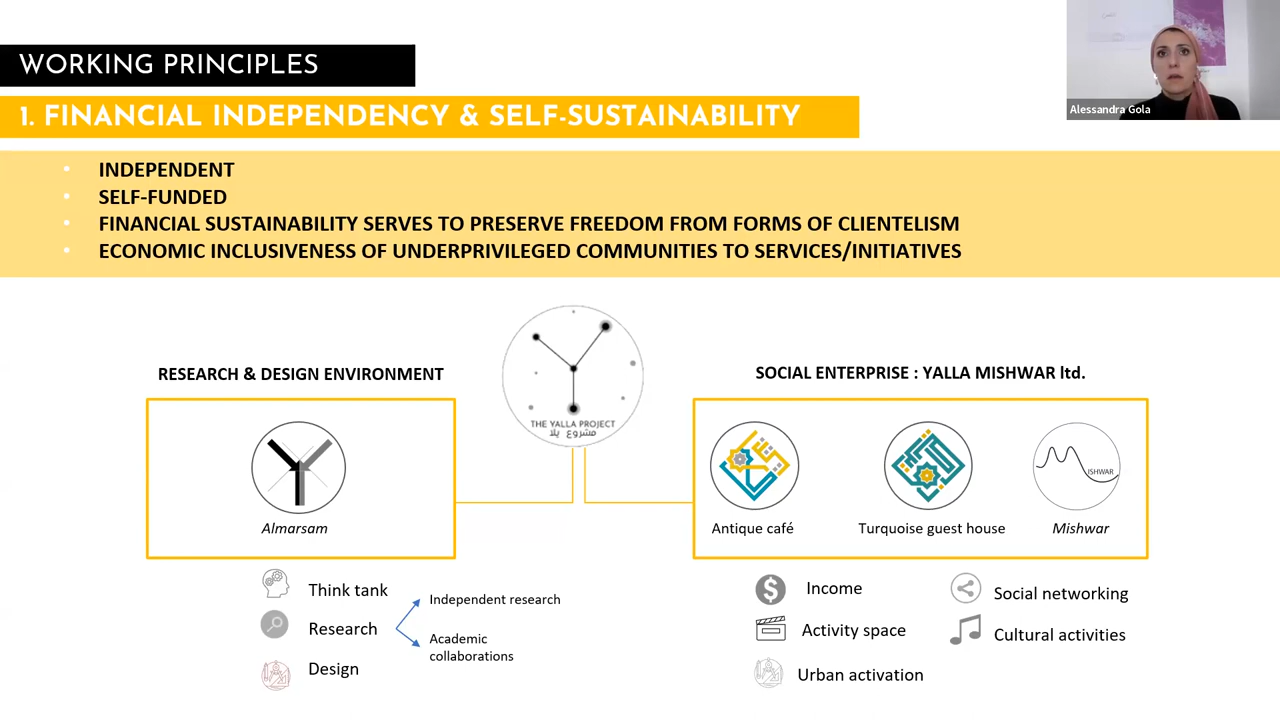 WORKING PRINCIPLES
Alessandra Gola
1. FINANCIAL INDEPENDENCY & SELF-SUSTAINABILITY
• INDEPENDENT
• SELF-FUNDED
• FINANCIAL SUSTAINABILITY SERVES TO PRESERVE FREEDOM FROM FORMS OF CLIENTELISM
• ECONOMIC INCLUSIVENESS OF UNDERPRIVILEGED COMMUNITIES TO SERVICES/INITIATIVES
THE YALLA PROJECT
مشروع يلا
RESEARCH & DESIGN ENVIRONMENT
Almarsam
Think tank
Research
Independent research
Academic
collaborations
Design
SOCIAL ENTERPRISE : YALLA MISHWAR ltd.
ISHWAR
Antique café
Turquoise guest house
Mishwar
$
Income
Social networking
Activity space
Cultural activities
Urban activation